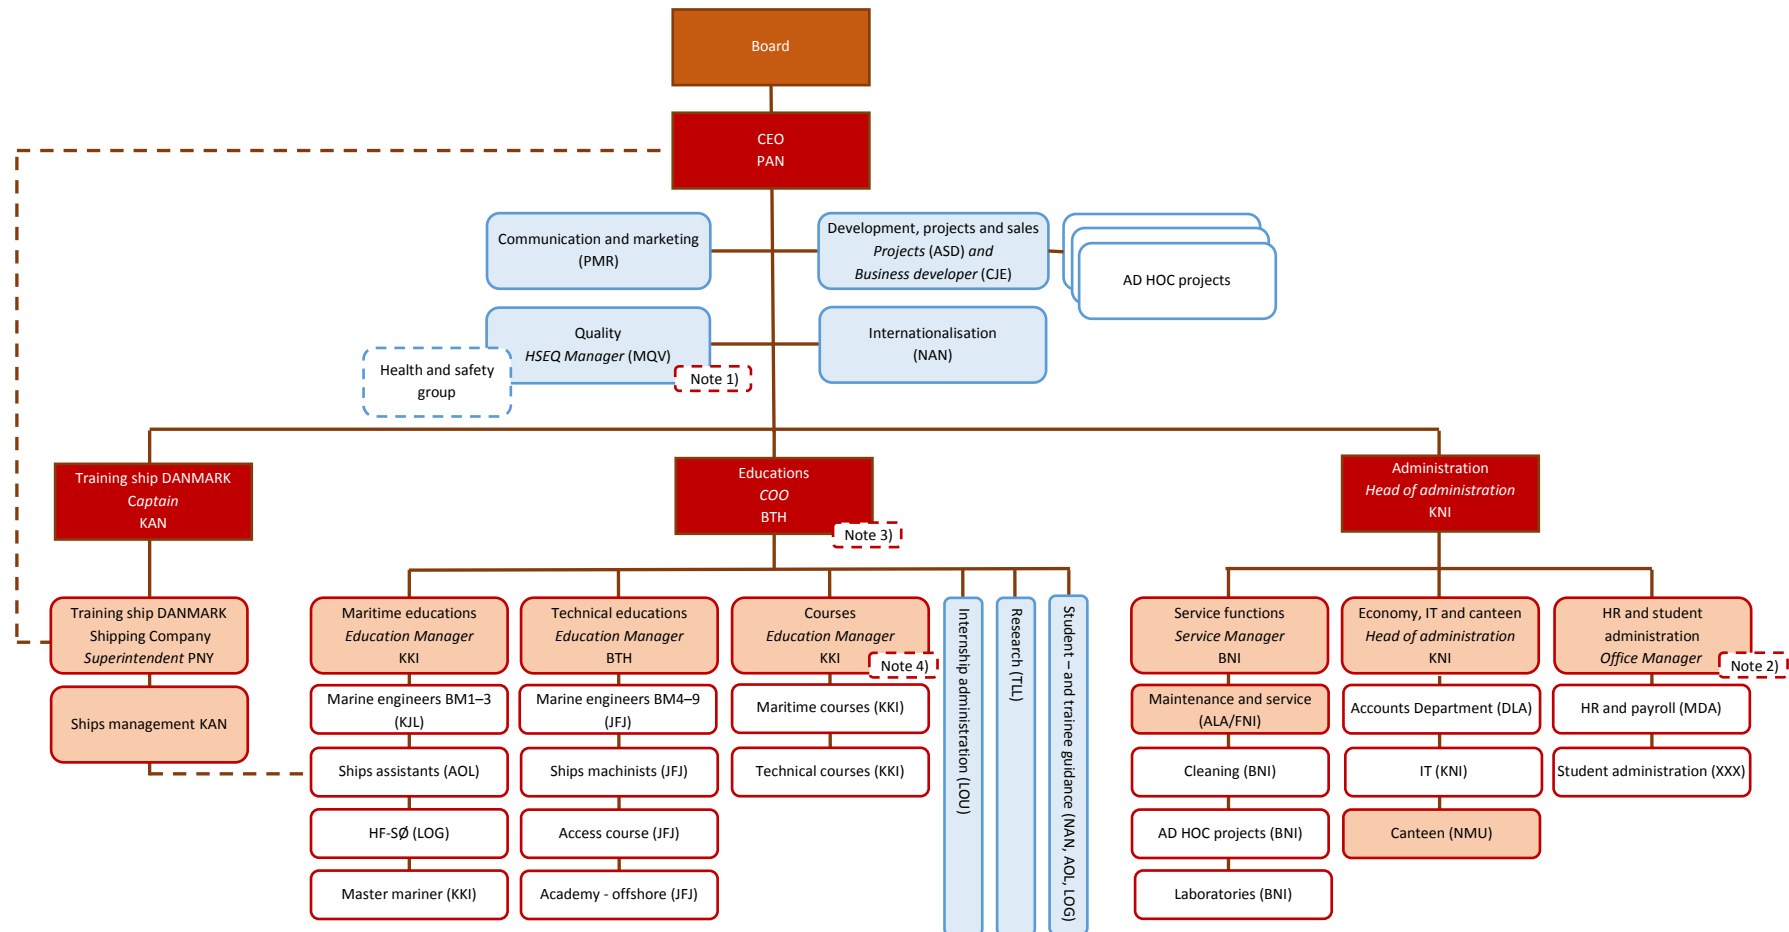 Board
CEO
PAN
Communication and marketing
(PMR)
Development, projects and sales
Projects (ASD) and
Business developer (CJE)
AD HOC projects
Quality
HSEQ Manager (MQV)
Note 1)
Health and safety
group
Internationalisation
(NAN)
Training ship DANMARK
Captain
KAN
Educations
COO
BTH
Note 3)
Administration
Head of administration
KNI
Training ship DANMARK
Shipping Company
Superintendent PNY
Ships management KAN
Maritime educations
Education Manager
KKI
Marine engineers BM1–3
(KJL)
Ships assistants (AOL)
HF-SØ (LOG)
Master mariner (KKI)
Technical educations
Education Manager
BTH
Marine engineers BM4–9
(JFJ)
Ships machinists (JFJ)
Access course (JFJ)
Academy - offshore (JFJ)
Courses
Education Manager
KKI
Note 4)
Maritime courses (KKI)
Technical courses (KKI)
Internship administration (LOU)
Research (TLL)
Student – and trainee guidance (NAN, AOL, LOG)
Service functions
Service Manager
BNI
Maintenance and service
(ALA/FNI)
Cleaning (BNI)
AD HOC projects (BNI)
Laboratories (BNI)
Economy, IT and canteen
Head of administration
KNI
Accounts Department (DLA)
IT (KNI)
Canteen (NMU)
HR and student
administration
Office Manager
Note 2)
HR and payroll (MDA)
Student administration (XXX)